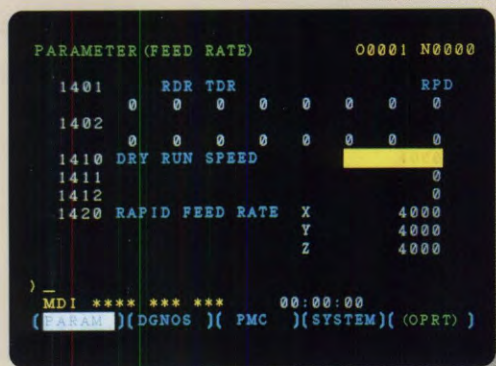 PARAMETER (FEED RATE) O0001 N0000
1401 RDR TDR RPD
0 0 0 0 0 0 0 0
1402
0 0 0 0 0 0 0 0
1410 DRY RUN SPEED
1411 0
1412 0
1420 RAPID FEED RATE X 4000
Y 4000
Z 4000
)_
MDI **** *** *** 00:00:00
(PARAM )(DGNOS )( PMC )(SYSTEM)( (OPRT) )